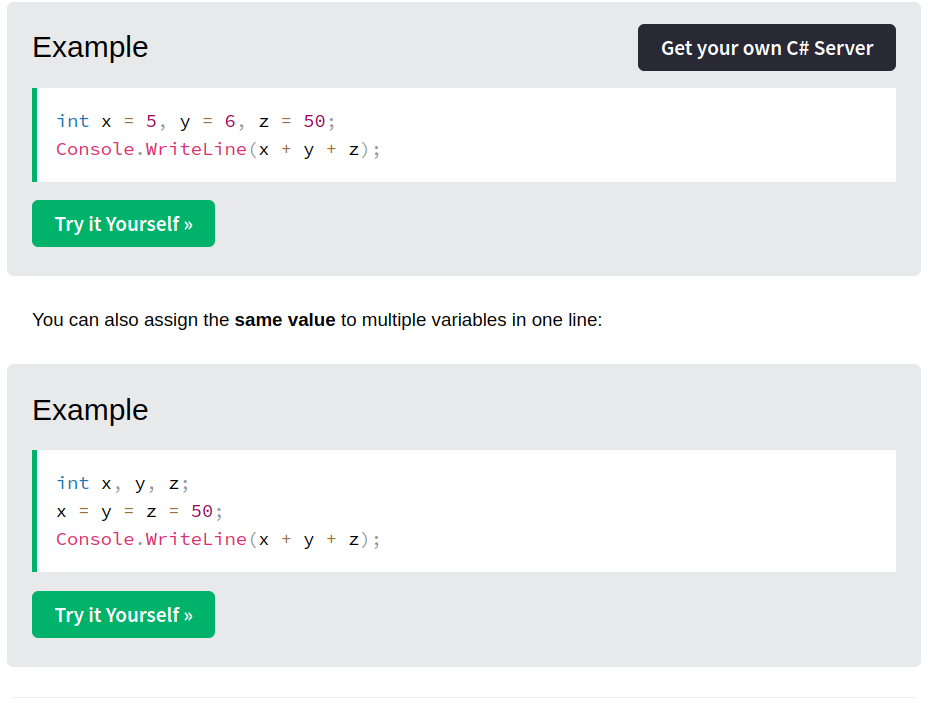 Example
Get your own C# Server
int x = 5, y = 6, z = 50;
Console.WriteLine(x + y + z);
Try it Yourself »
You can also assign the same value to multiple variables in one line:
Example
int x, y, z;
x = y = z = 50;
Console.WriteLine(x + y + z);
Try it Yourself »